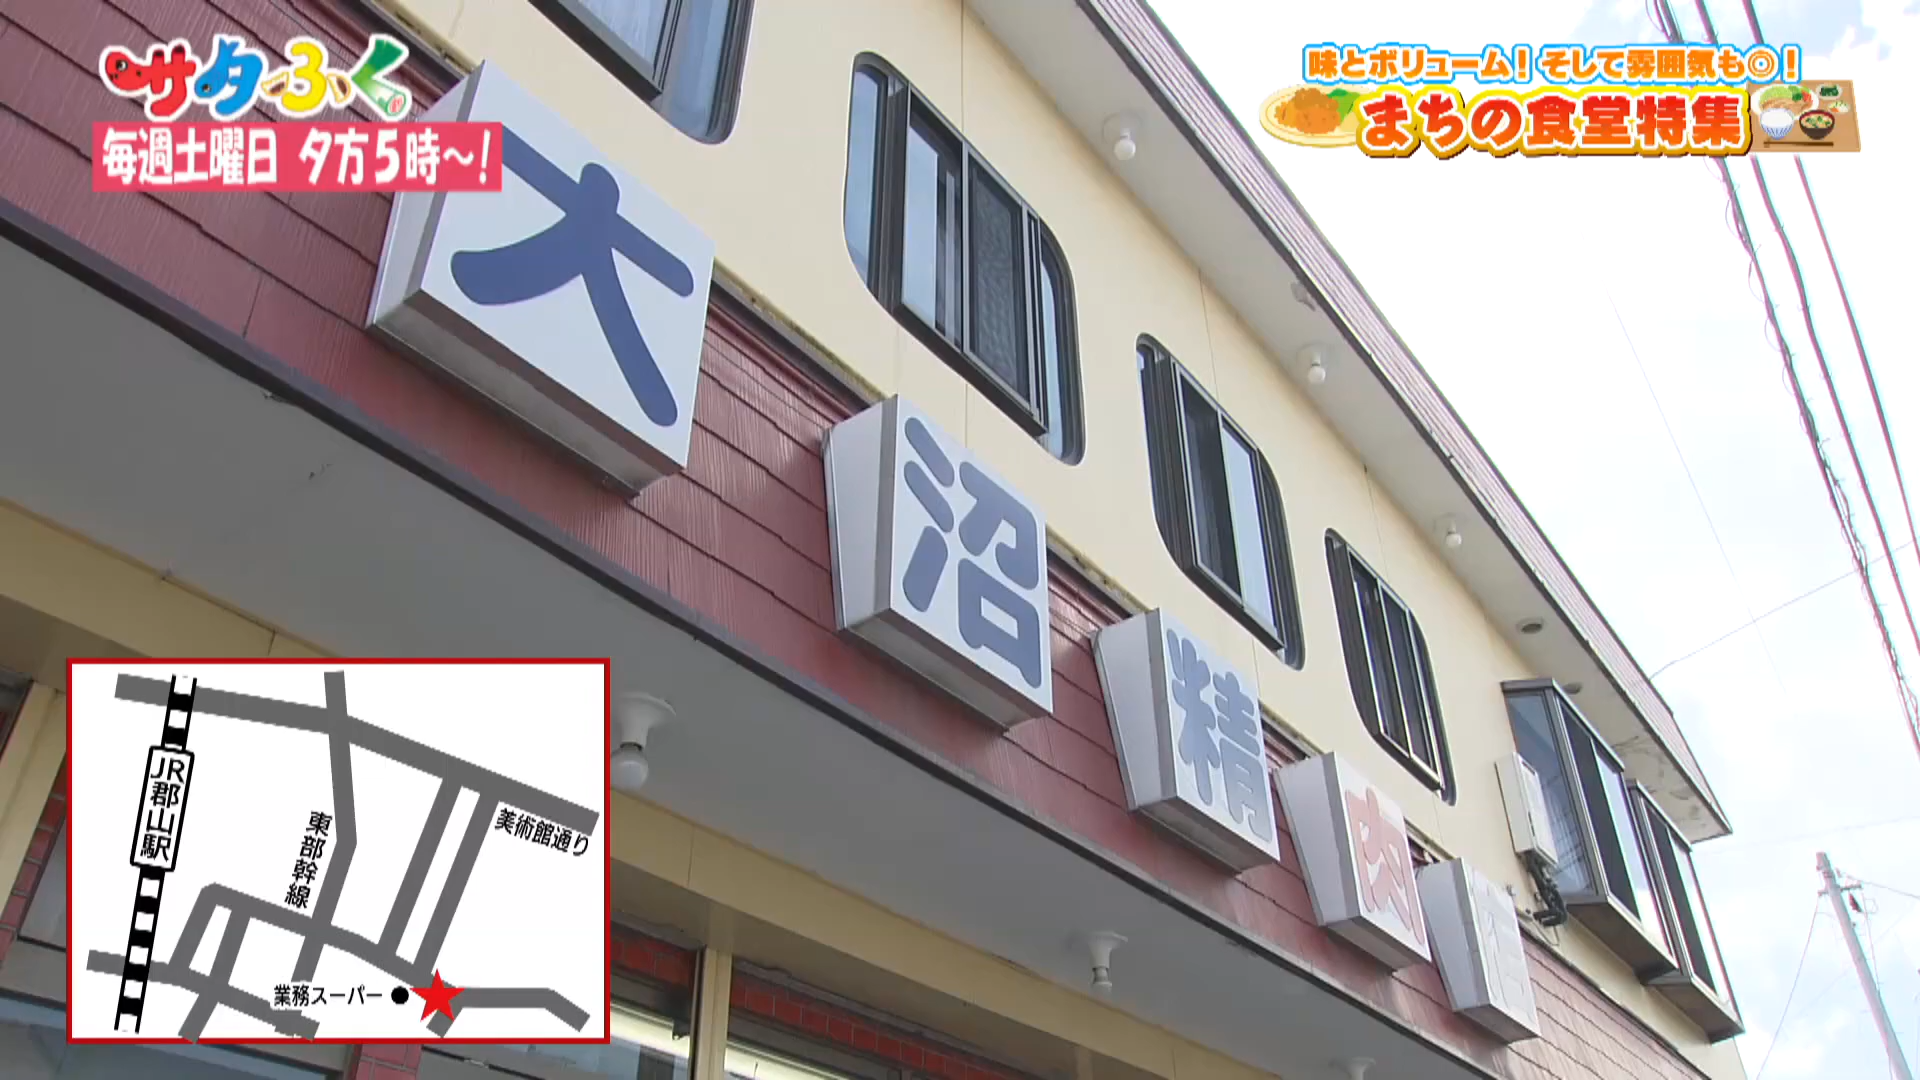 サタふく
毎週土曜日 夕方5時〜!
味とボリューム!そして雰囲気も◎!
まちの食堂特集
大沼精肉店
JR郡山駅
東部幹線
美術館通り
業務スーパー